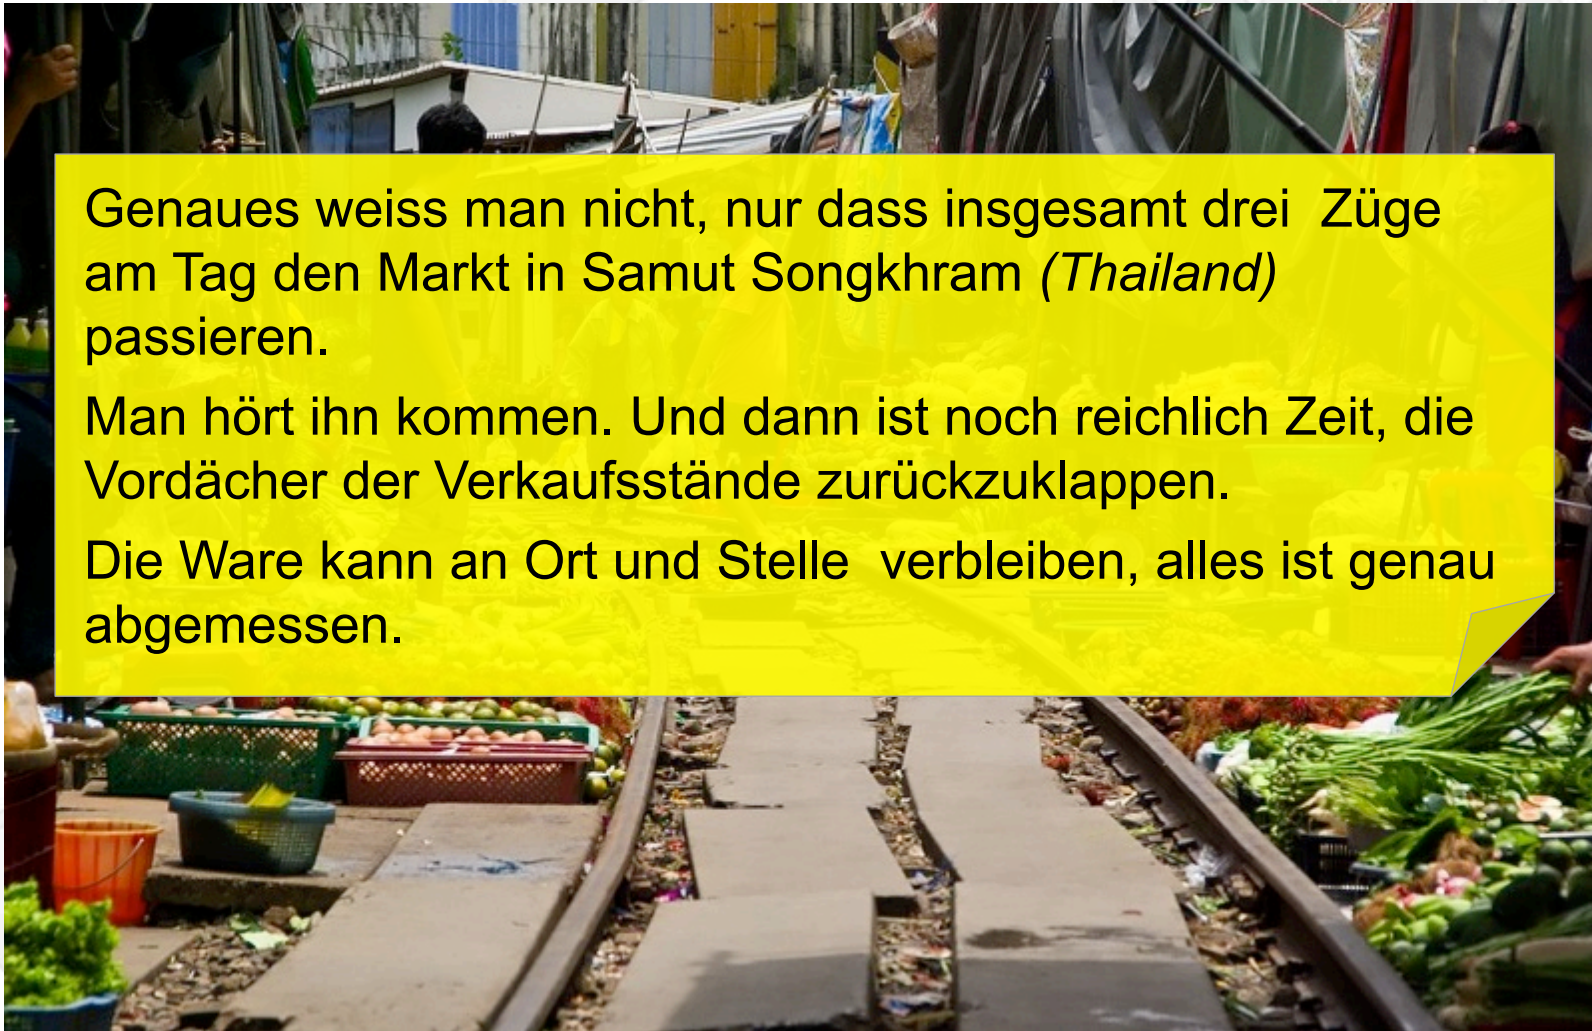 Genaues weiss man nicht, nur dass insgesamt drei  Züge
am Tag den Markt in Samut Songkhram (Thailand)
passieren.
Man hört ihn kommen. Und dann ist noch reichlich Zeit, die
Vordächer der Verkaufsstände zurückzuklappen.
Die Ware kann an Ort und Stelle  verbleiben, alles ist genau
abgemessen.